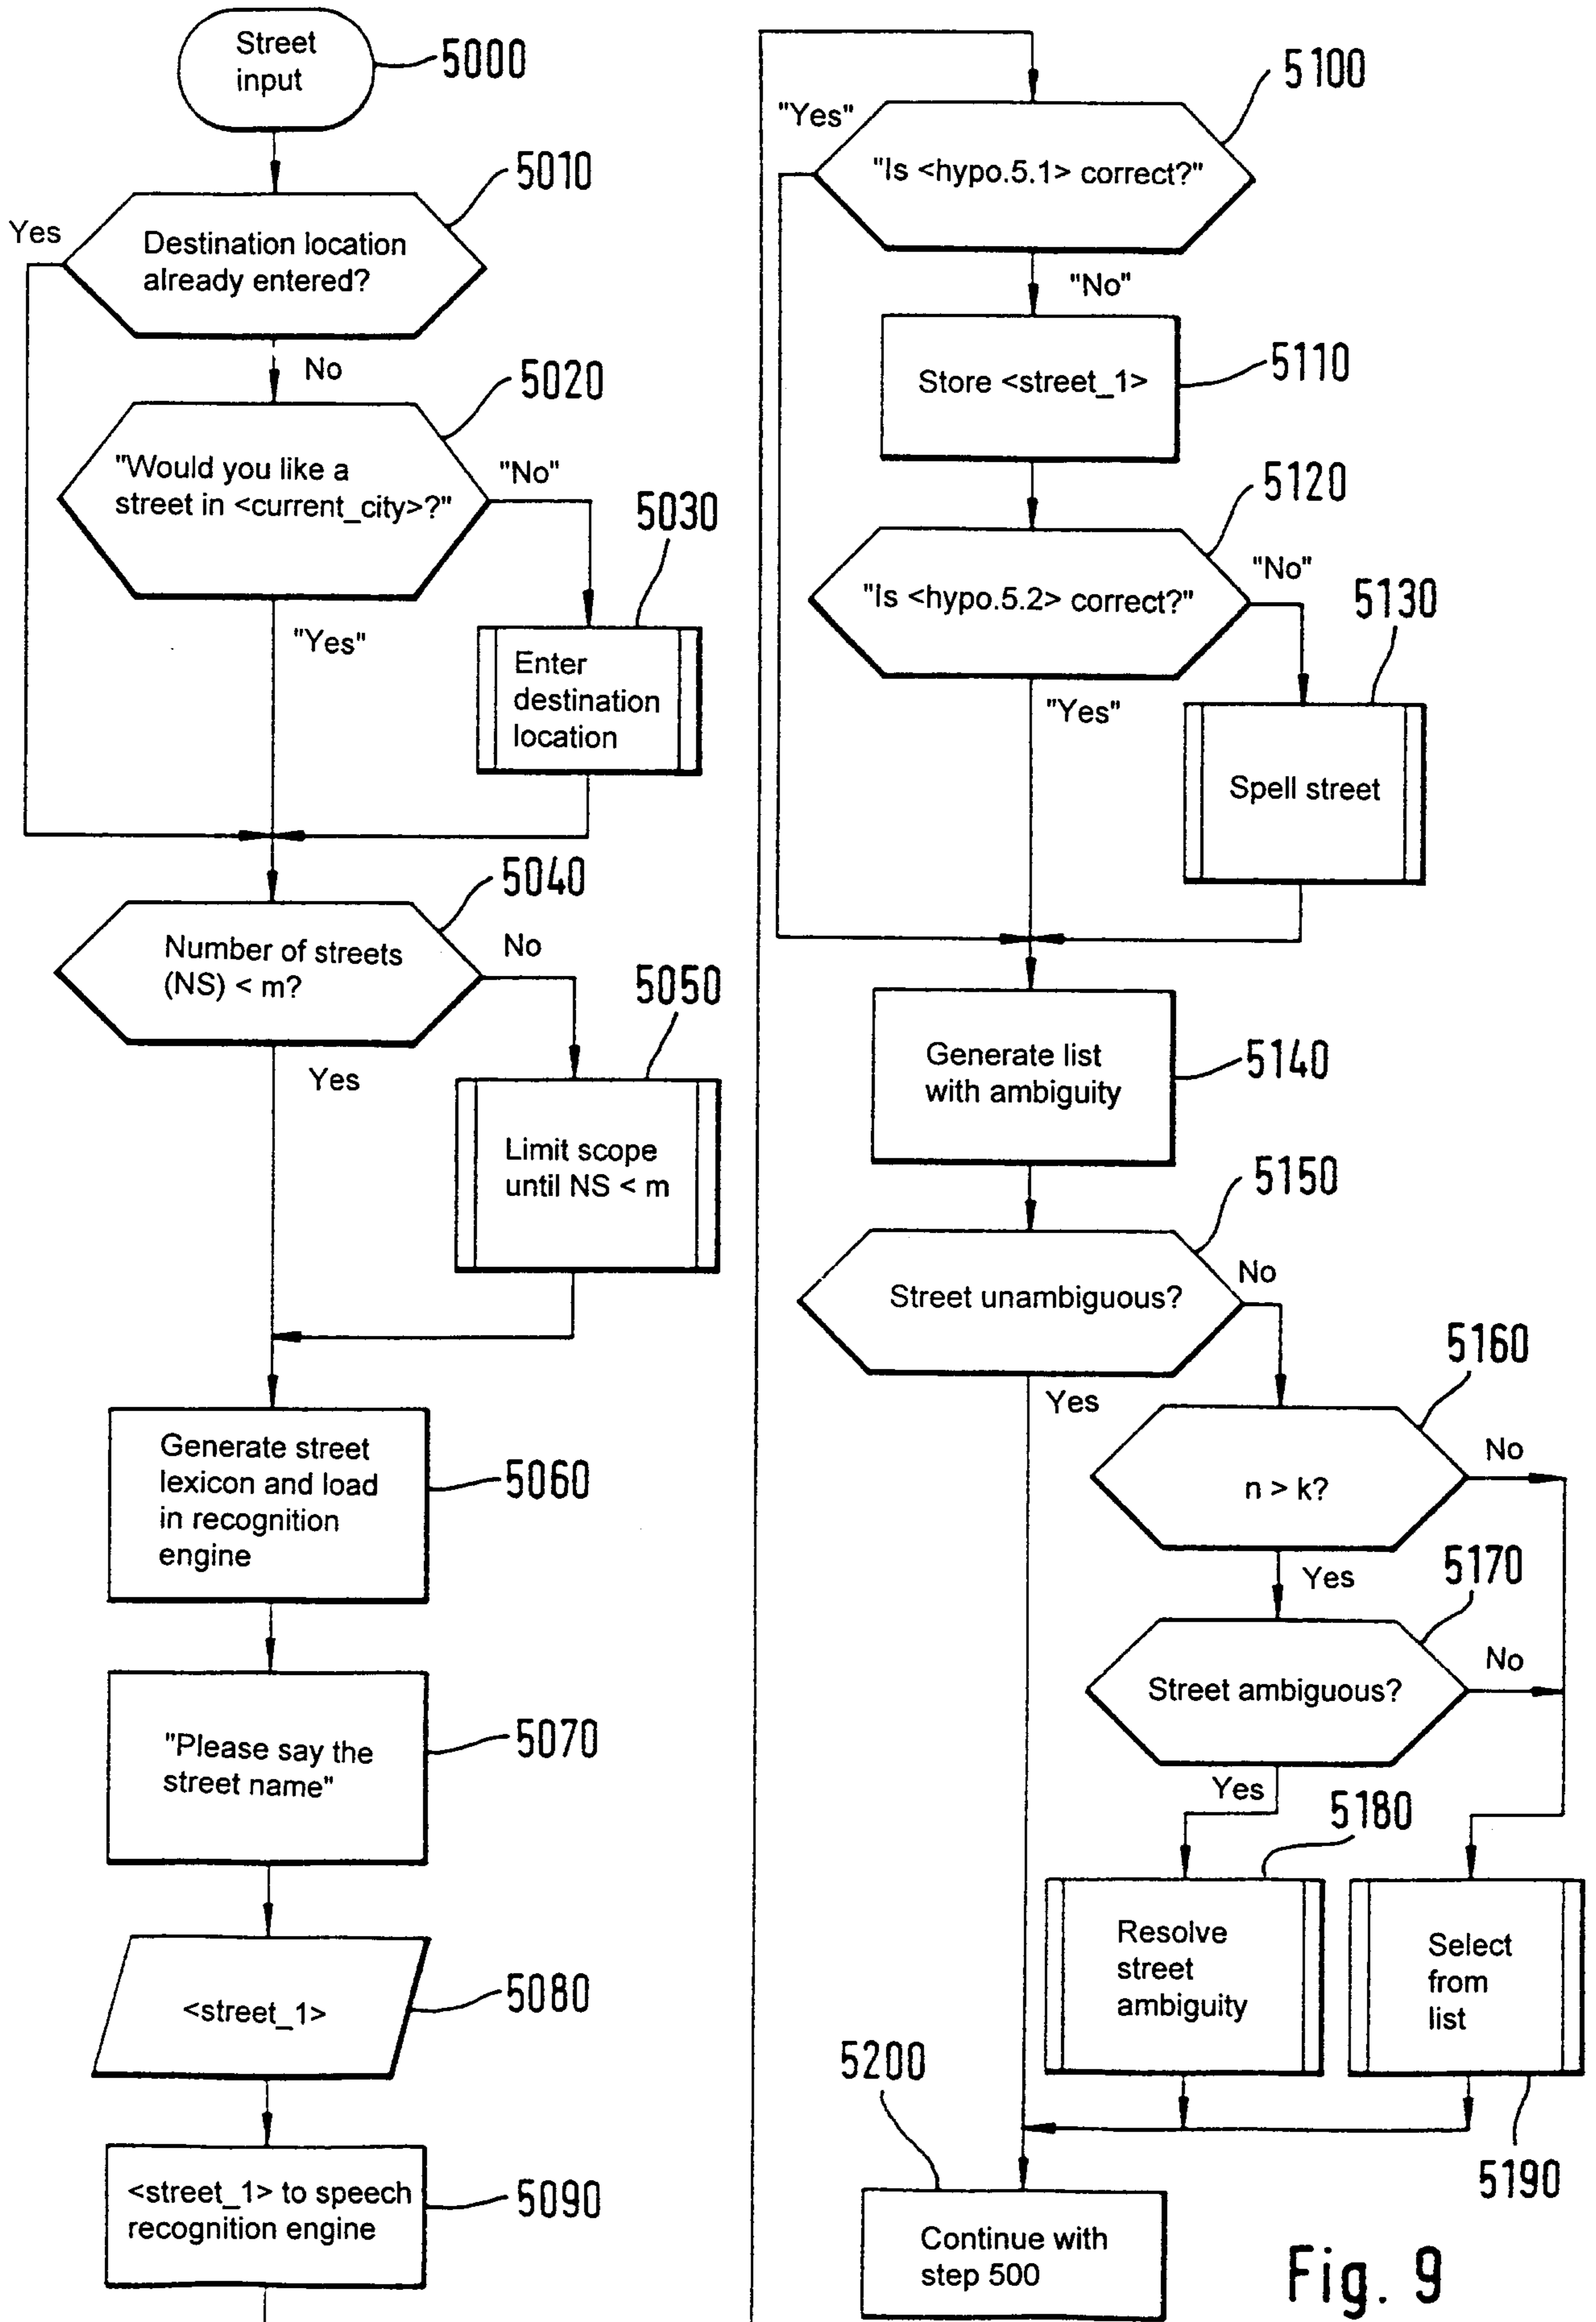 Street
input
5000
5010
Yes
Destination location
already entered?
No
5020
"Would you like a
street in <current_city>?"
"No"
5030
"Yes"
Enter
destination
location
5040
Number of streets
(NS) < m?
No
5050
Yes
Limit scope
until NS < m
Generate street
lexicon and load
in recognition
engine
5060
"Please say the
street name"
5070
<street_1>
5080
<street_1> to speech
recognition engine
5090
5100
"Yes"
"Is <hypo.5.1> correct?"
"No"
Store <street_1>
5110
5120
"Is <hypo.5.2> correct?"
"No"
5130
"Yes"
Spell street
Generate list
with ambiguity
5140
5150
Street unambiguous?
No
5160
Yes
n > k?
No
Yes
5170
Street ambiguous?
No
Yes
5180
Resolve
street
ambiguity
Select
from
list
5190
5200
Continue with
step 500
Fig. 9